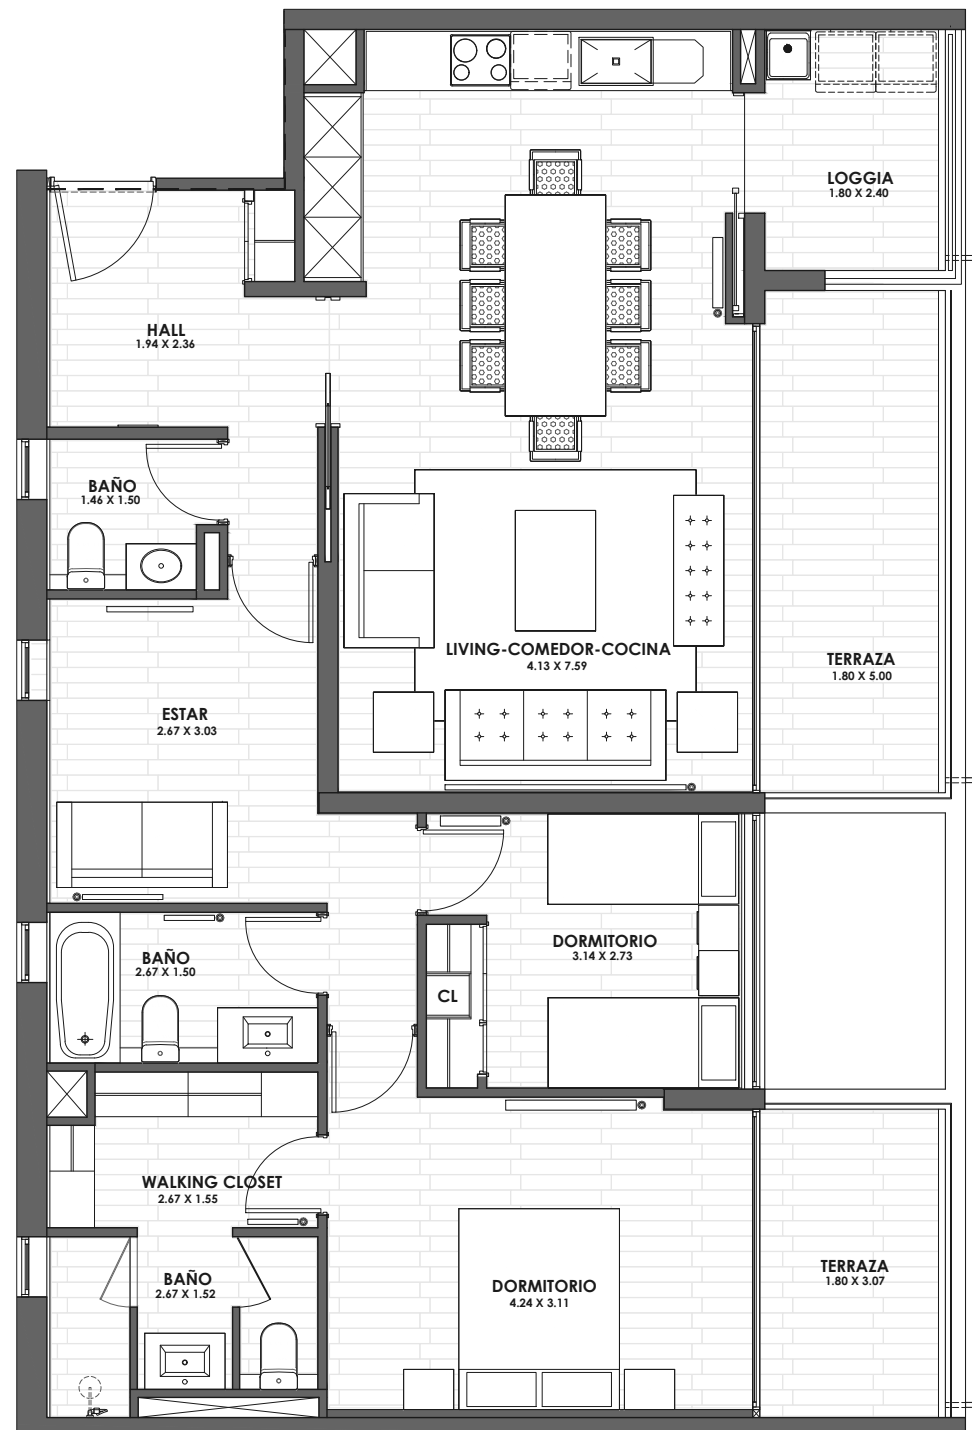 LOGGIA
1.80 X 2.40
HALL
1.94 X 2.36
BAÑO
1.46 X 1.50
LIVING-COMEDOR-COCINA
4.13 X 7.59
TERRAZA
1.80 X 5.00
ESTAR
2.67 X 3.03
DORMITORIO
3.14 X 2.73
BAÑO
2.67 X 1.50
CL
WALKING CLOSET
2.67 X 1.55
BAÑO
2.67 X 1.52
DORMITORIO
4.24 X 3.11
TERRAZA
1.80 X 3.07